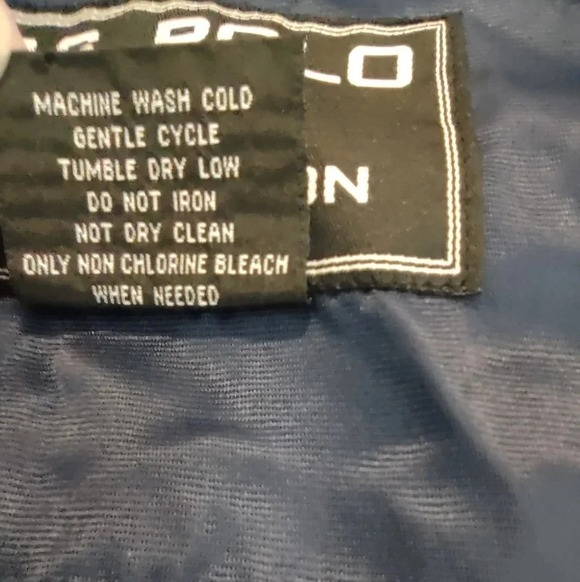 MACHINE WASH COLD
GENTLE CYCLE
TUMBLE DRY LOW
DO NOT IRON
NOT DRY CLEAN
ONLY NON CHLORINE BLEACH
WHEN NEEDED